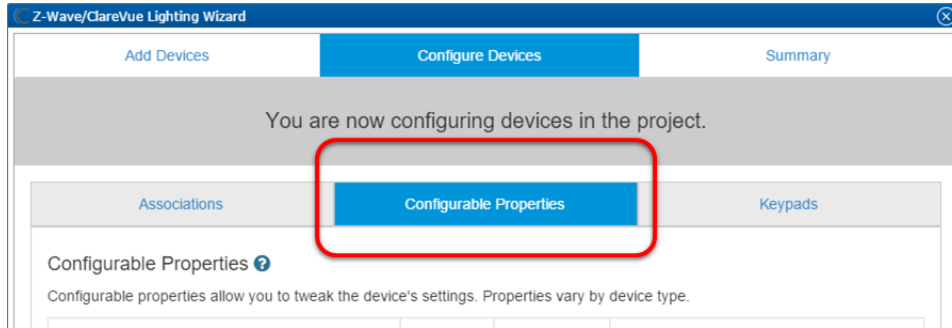 Z-Wave/ClareVue Lighting Wizard
Add Devices Configure Devices Summary
You are now configuring devices in the project.
Associations Configurable Properties Keypads
Configurable Properties ?
Configurable properties allow you to tweak the device's settings. Properties vary by device type.